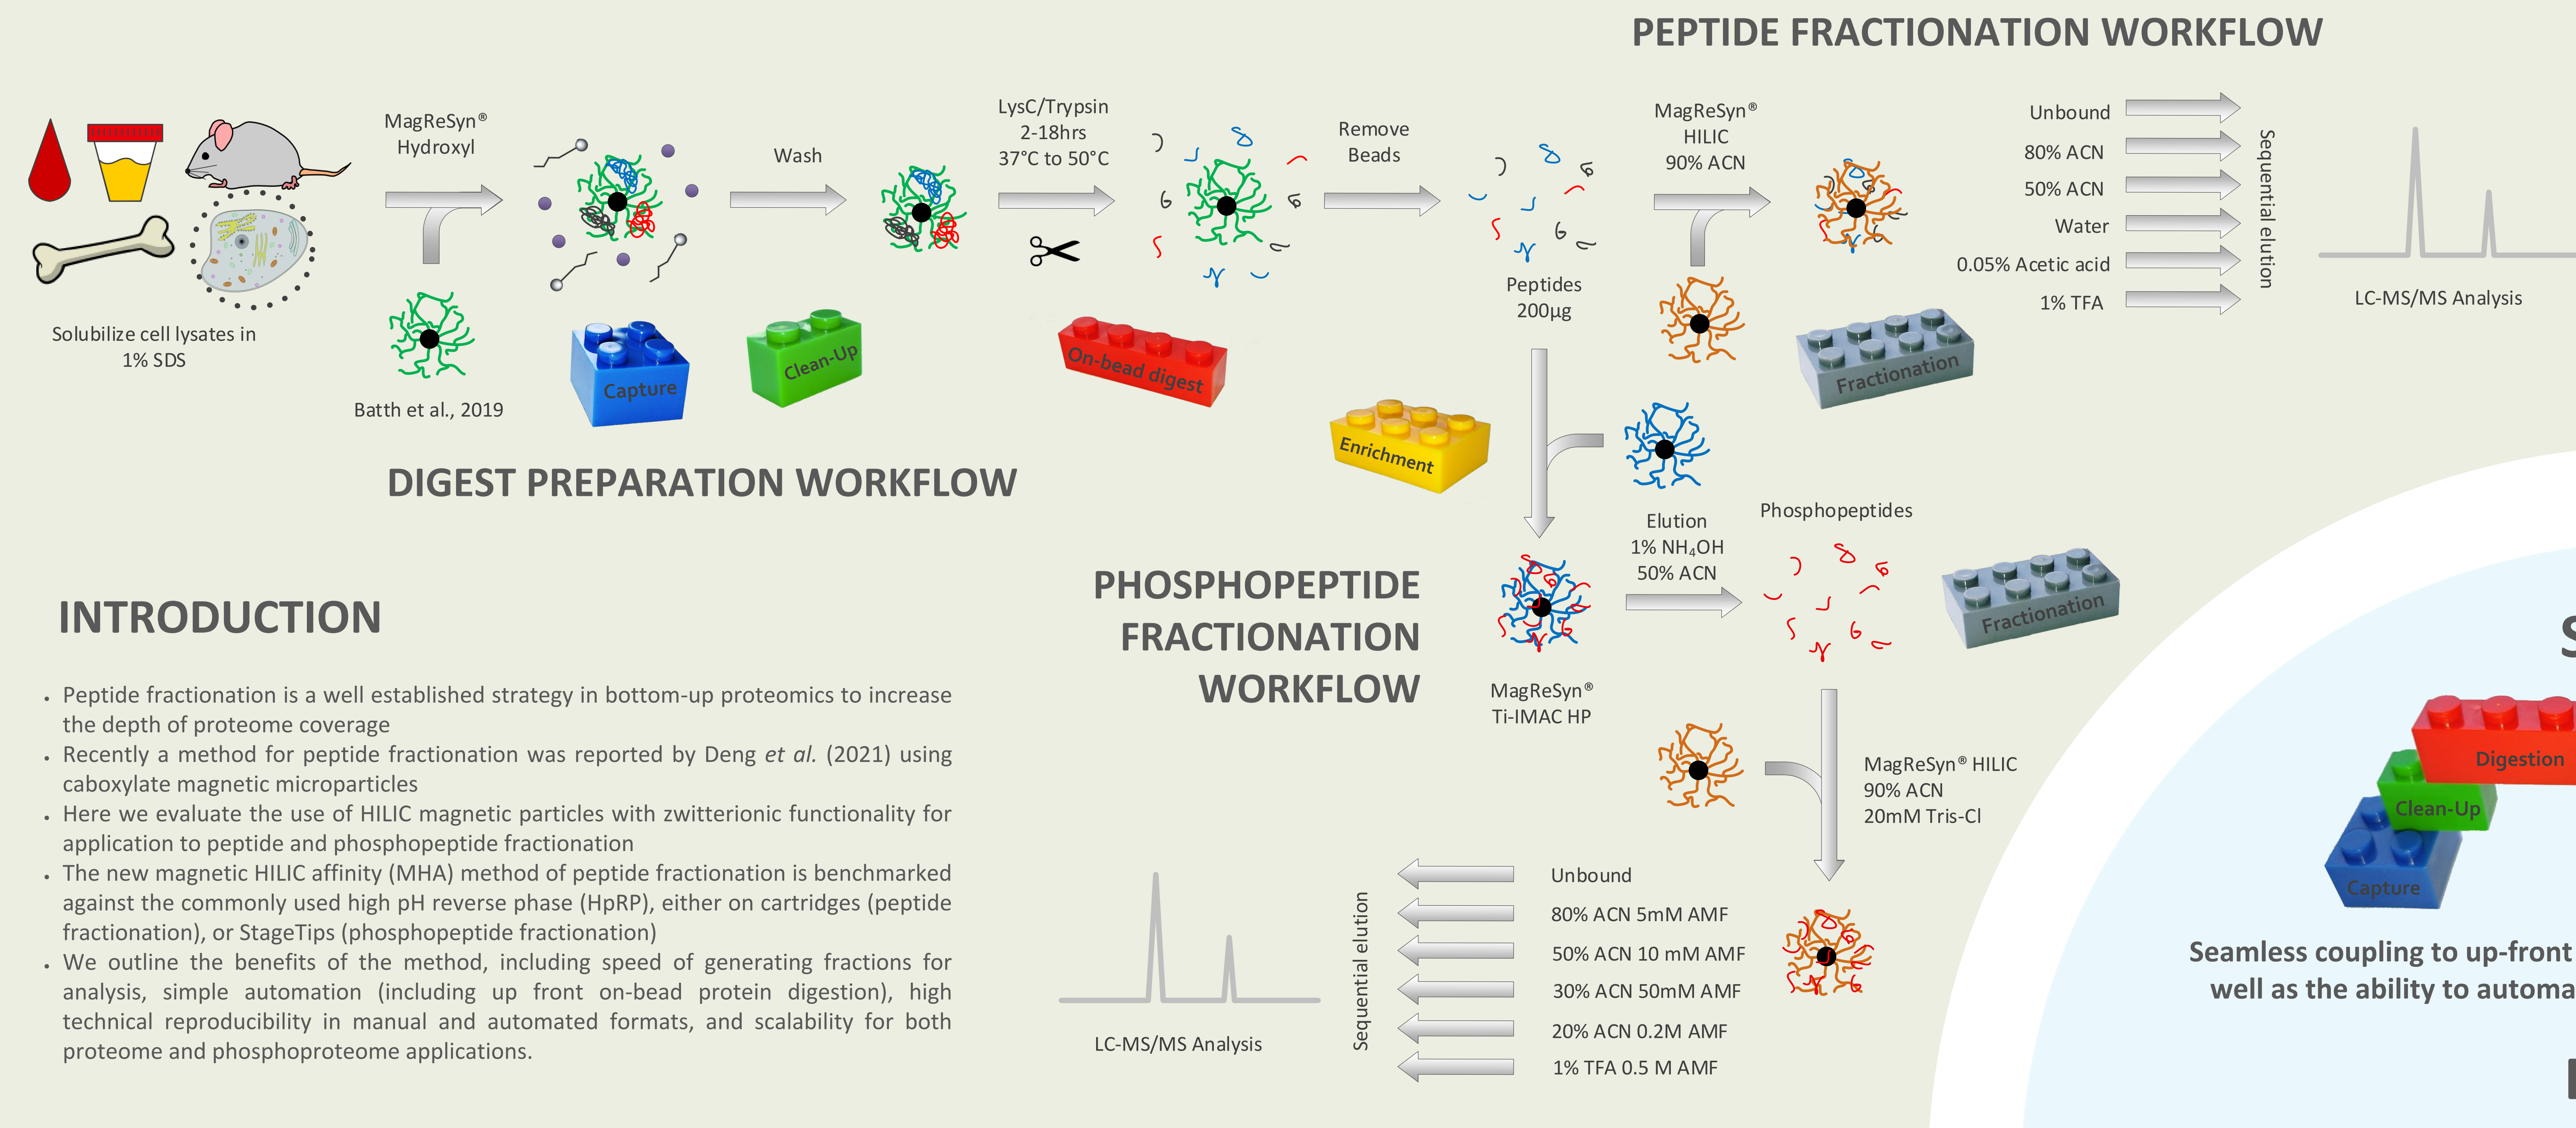 PEPTIDE FRACTIONATION WORKFLOW
MagReSyn®
Hydroxyl
Wash
LysC/Trypsin
2-18hrs
37°C to 50°C
Remove
Beads
MagReSyn®
HILIC
90% ACN
Unbound
80% ACN
50% ACN
Water
0.05% Acetic acid
1% TFA
Sequential elution
LC-MS/MS Analysis
Peptides
200µg
Solubilize cell lysates in
1% SDS
Batth et al., 2019
Capture
Clean-Up
On-bead digest
Enrichment
Fractionation
DIGEST PREPARATION WORKFLOW
Elution
1% NH₄OH
50% ACN
Phosphopeptides
Fractionation
PHOSPHOPEPTIDE
FRACTIONATION
WORKFLOW
MagReSyn®
Ti-IMAC HP
MagReSyn® HILIC
90% ACN
20mM Tris-Cl
Unbound
80% ACN 5mM AMF
50% ACN 10 mM AMF
30% ACN 50mM AMF
20% ACN 0.2M AMF
1% TFA 0.5 M AMF
Sequential elution
LC-MS/MS Analysis
INTRODUCTION
• Peptide fractionation is a well established strategy in bottom-up proteomics to increase
the depth of proteome coverage
• Recently a method for peptide fractionation was reported by Deng et al. (2021) using
caboxylate magnetic microparticles
• Here we evaluate the use of HILIC magnetic particles with zwitterionic functionality for
application to peptide and phosphopeptide fractionation
• The new magnetic HILIC affinity (MHA) method of peptide fractionation is benchmarked
against the commonly used high pH reverse phase (HpRP), either on cartridges (peptide
fractionation), or StageTips (phosphopeptide fractionation)
• We outline the benefits of the method, including speed of generating fractions for
analysis, simple automation (including up front on-bead protein digestion), high
technical reproducibility in manual and automated formats, and scalability for both
proteome and phosphoproteome applications.
Digestion
Clean-Up
Capture
Seamless coupling to up-front
well as the ability to automa